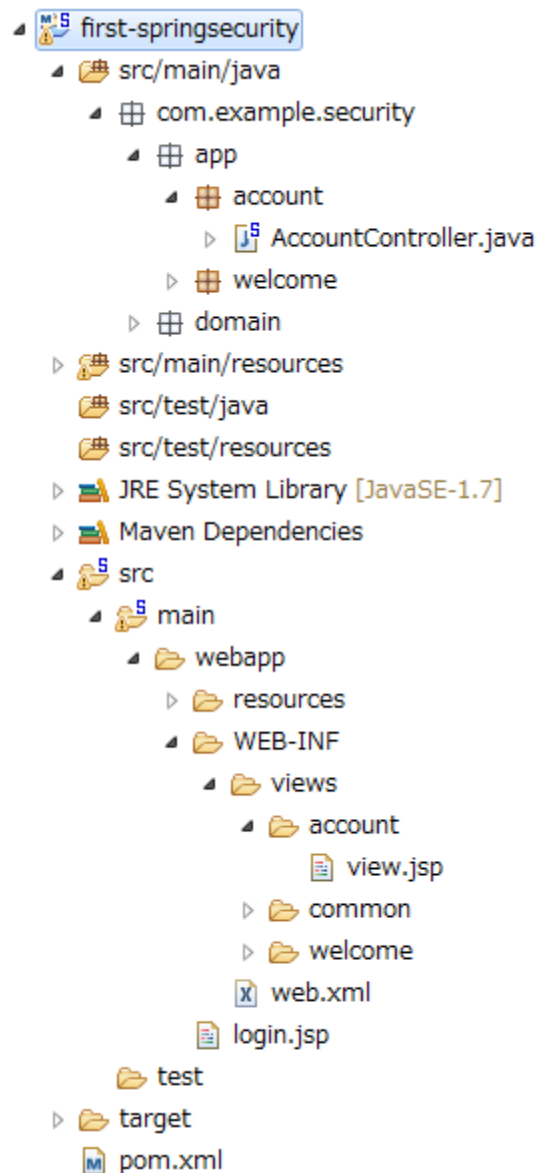 first-springsecurity
src/main/java
com.example.security
app
account
AccountController.java
welcome
domain
src/main/resources
src/test/java
src/test/resources
JRE System Library [JavaSE-1.7]
Maven Dependencies
src
main
webapp
resources
WEB-INF
views
account
view.jsp
common
welcome
web.xml
login.jsp
test
target
pom.xml